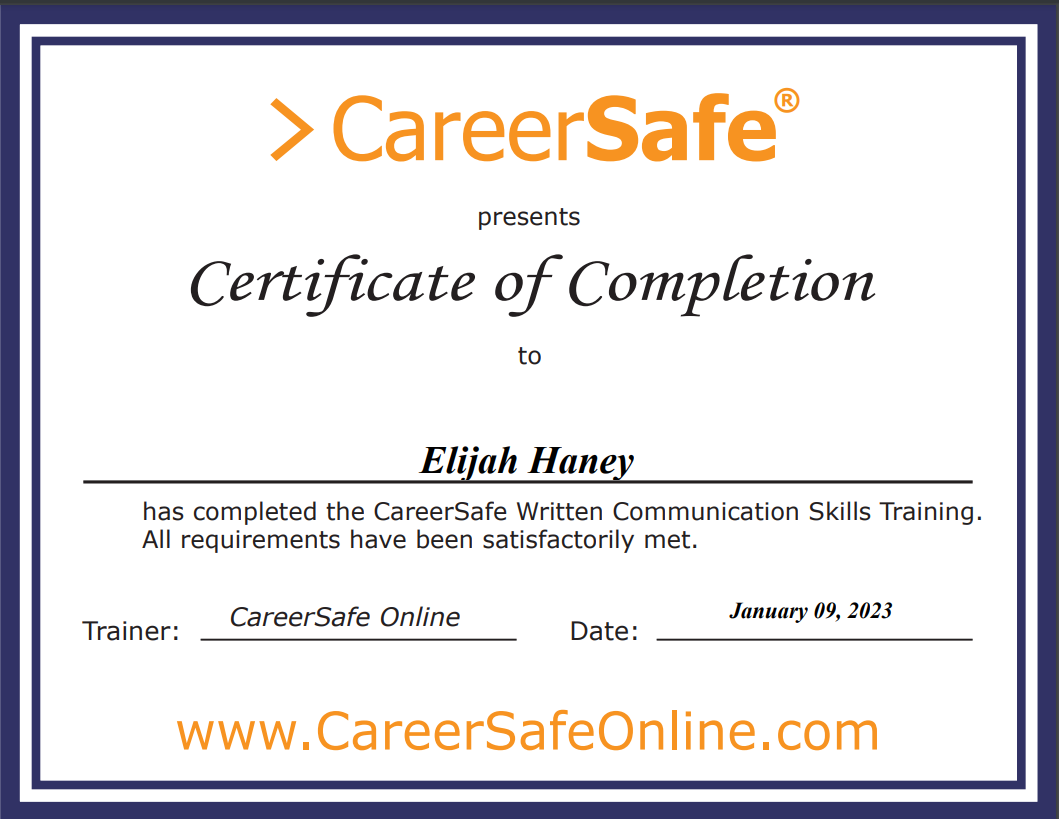 > CareerSafe®
presents
Certificate of Completion
to
Elijah Haney
has completed the CareerSafe Written Communication Skills Training.
All requirements have been satisfactorily met.
Trainer: CareerSafe Online Date: January 09, 2023
www.CareerSafeOnline.com